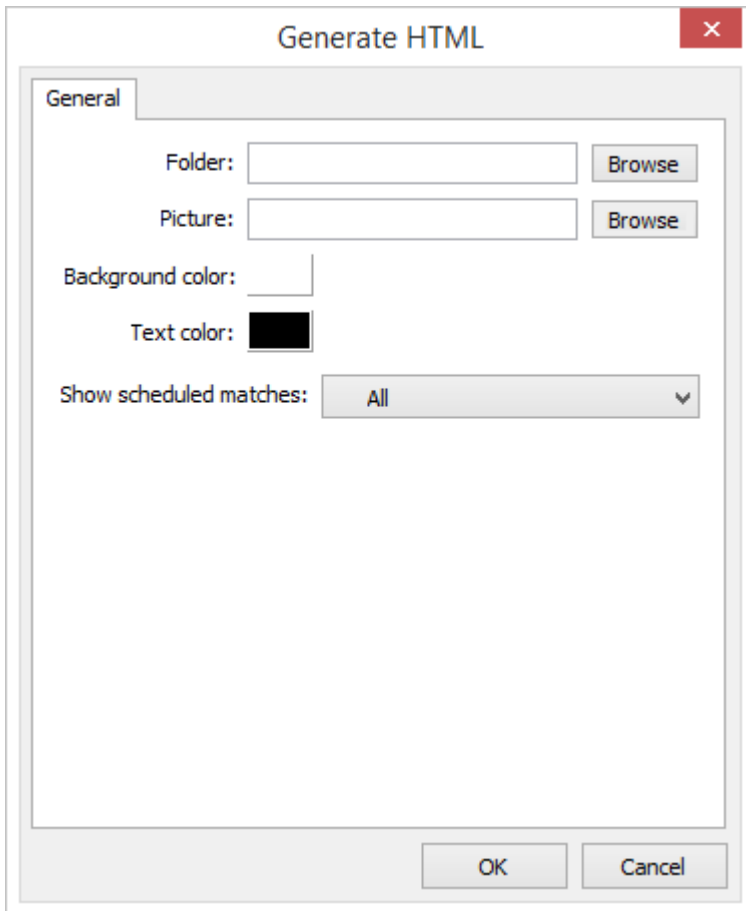 Generate HTML
General
Folder: Browse
Picture: Browse
Background color:
Text color:
Show scheduled matches: All
OK Cancel